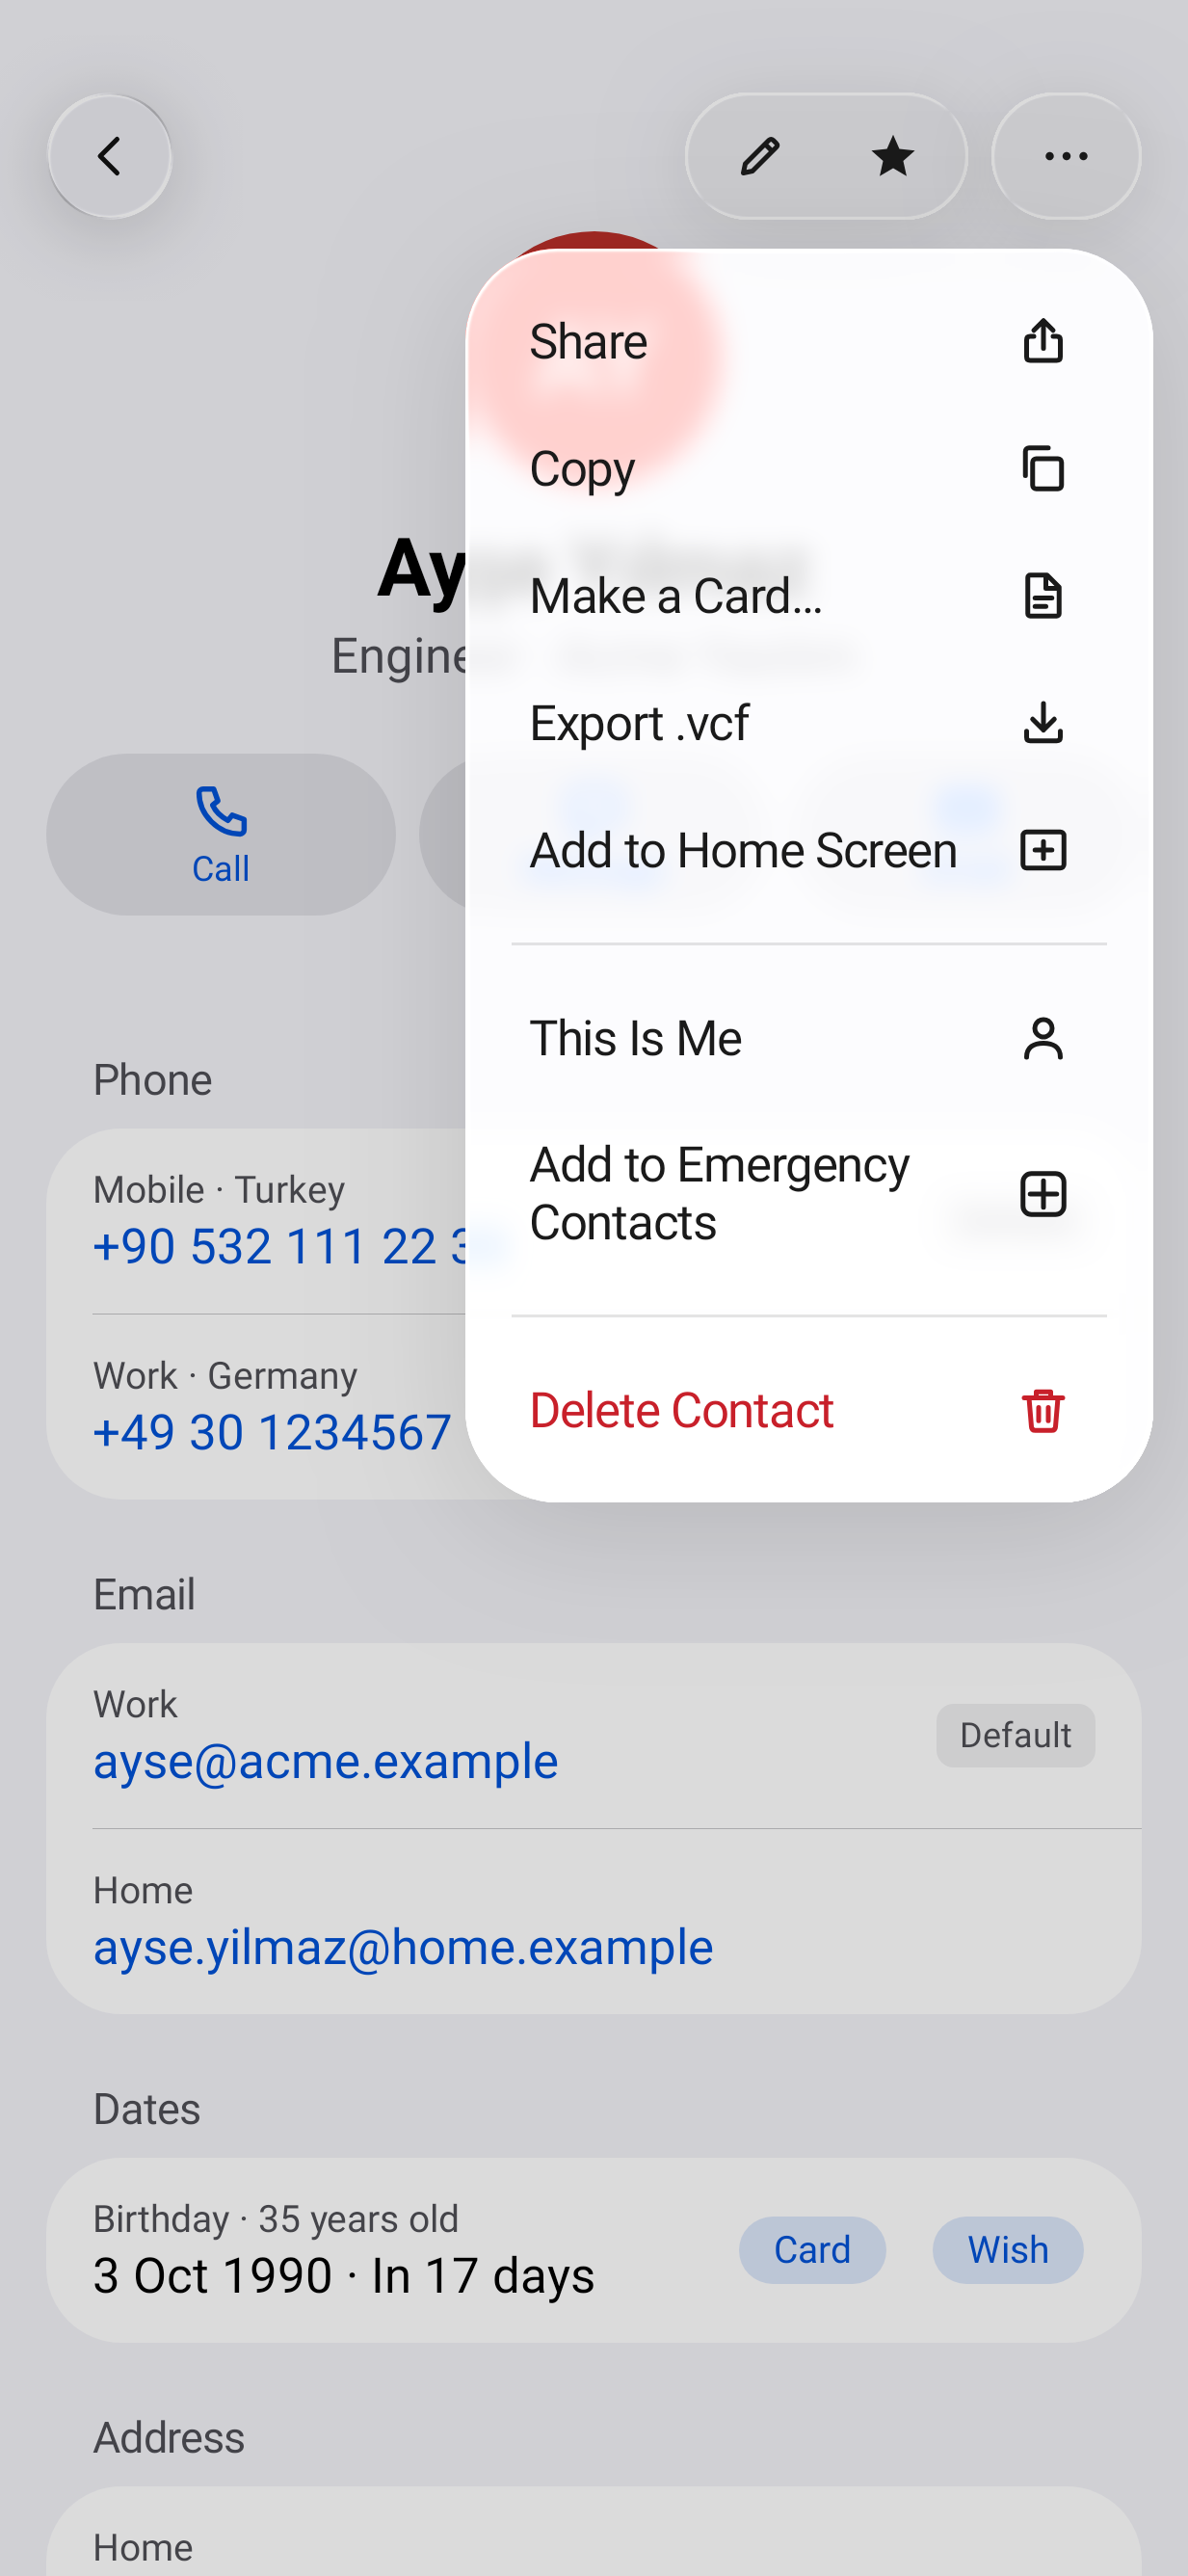 Share
Copy
Make a Card...
Export .vcf
Add to Home Screen
This Is Me
Add to Emergency
Contacts
Delete Contact
Call
Phone
Mobile · Turkey
+90 532 111 22
Work · Germany
+49 30 1234567
Email
Work
ayse@acme.example
Default
Home
ayse.yilmaz@home.example
Dates
Birthday · 35 years old
3 Oct 1990 · In 17 days
Card
Wish
Address
Home